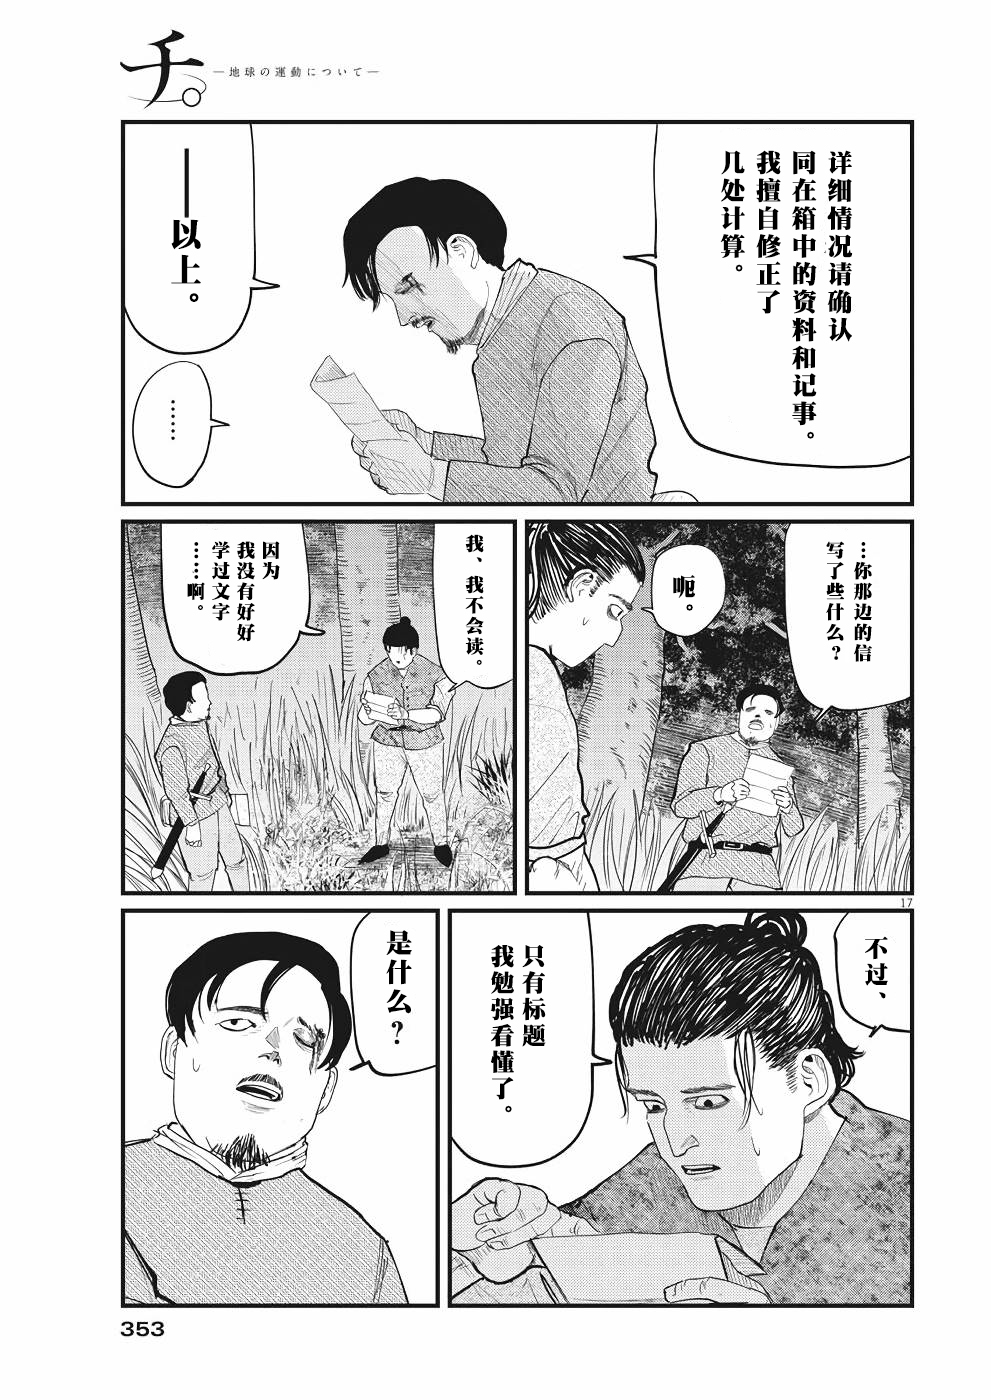 チ。
—地球の運動について—
详细情况请确认
同在箱中的资料和记事。
我擅自修正了
几处计算。
——以上。
……
…你那边的信
写了些什么？
呃。
我、我不会读。
因为
我没有好好
学过文字
……啊。
17
不过、
只有标题
我勉强看懂了。
是什么？
353